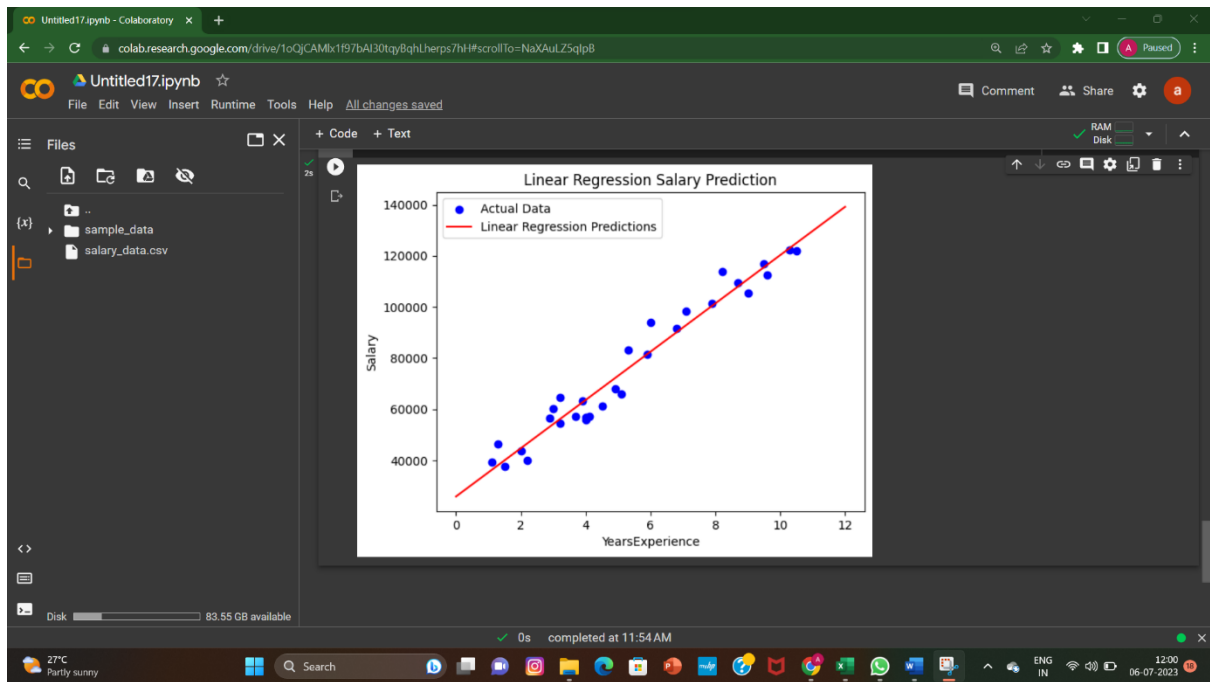 Untitled17.ipynb - Colaboratory
colab.research.google.com/drive/1oQjCAMlx1f97bAl30tqyBqhLherps7hH#scrollTo=NaXAuLZ5qlpB
A Paused
CO Untitled17.ipynb
File Edit View Insert Runtime Tools Help All changes saved
Comment Share a
Files
+ Code + Text
RAM
Disk
2s
{x}
..
sample_data
salary_data.csv
Linear Regression Salary Prediction
Actual Data
Linear Regression Predictions
140000
120000
100000
80000
60000
40000
Salary
0 2 4 6 8 10 12
YearsExperience
Disk 83.55 GB available
0s completed at 11:54 AM
27°C
Partly sunny
Search
ENG
IN
12:00
06-07-2023
18